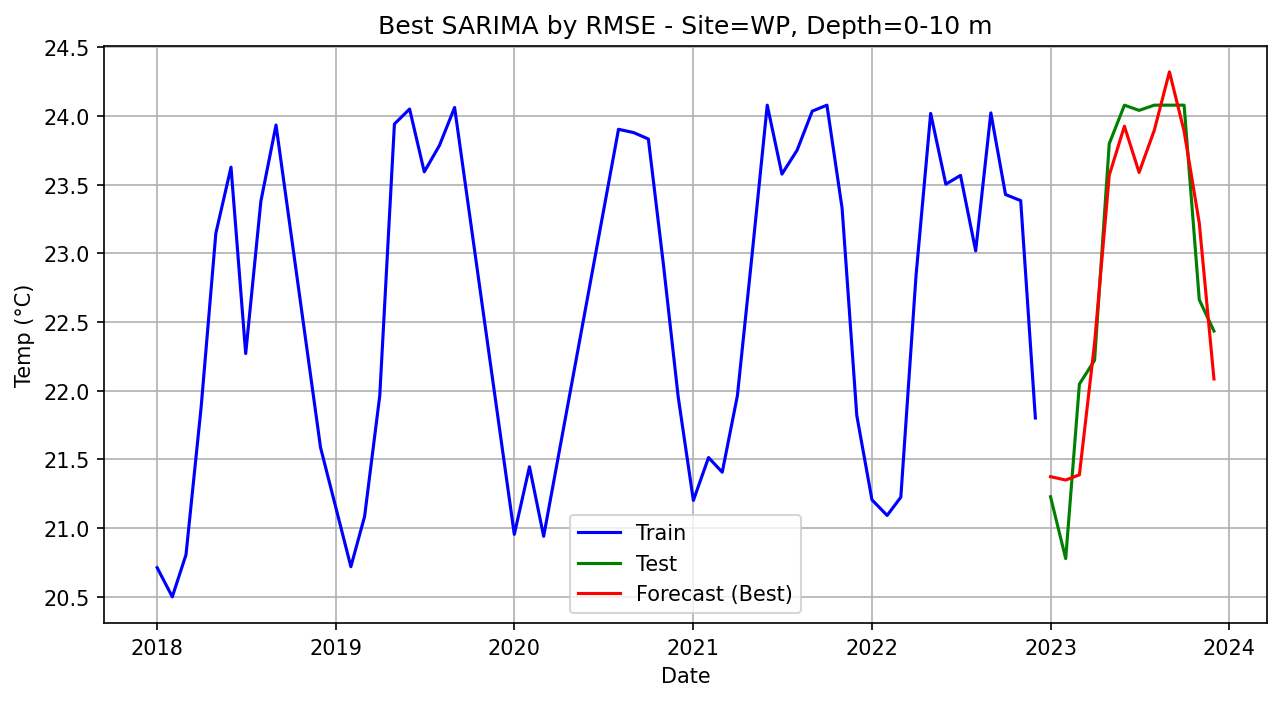 Best SARIMA by RMSE - Site=WP, Depth=0-10 m
Temp (°C)
24.5
24.0
23.5
23.0
22.5
22.0
21.5
21.0
20.5
Train
Test
Forecast (Best)
2018 2019 2020 2021 2022 2023 2024
Date